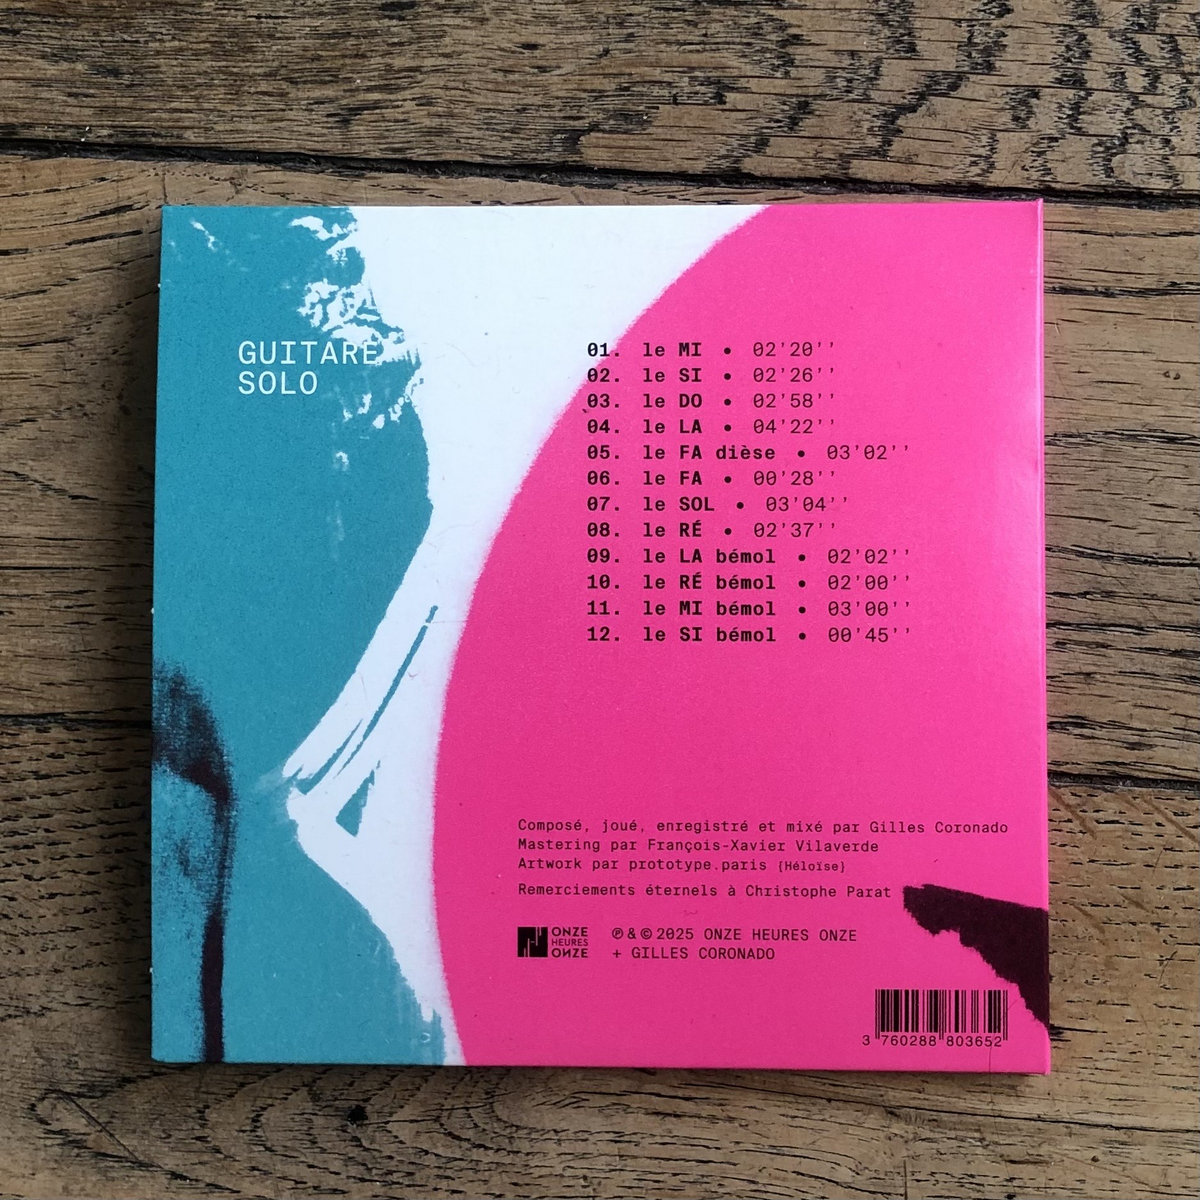 GUITARE
SOLO
01. le MI • 02'20''
02. le SI • 02'26''
03. le DO • 02'58''
04. le LA • 04'22''
05. le FA dièse • 03'02''
06. le FA • 00'28''
07. le SOL • 03'04''
08. le RÉ • 02'37''
09. le LA bémol • 02'02''
10. le RÉ bémol • 02'00''
11. le MI bémol • 03'00''
12. le SI bémol • 00'45''
Composé, joué, enregistré et mixé par Gilles Coronado
Mastering par François-Xavier Vilaverde
Artwork par prototype.paris {Héloïse}
Remerciements éternels à Christophe Parat
ONZE
HEURES
ONZE
℗ & © 2025 ONZE HEURES ONZE
+ GILLES CORONADO
3 760288 803652